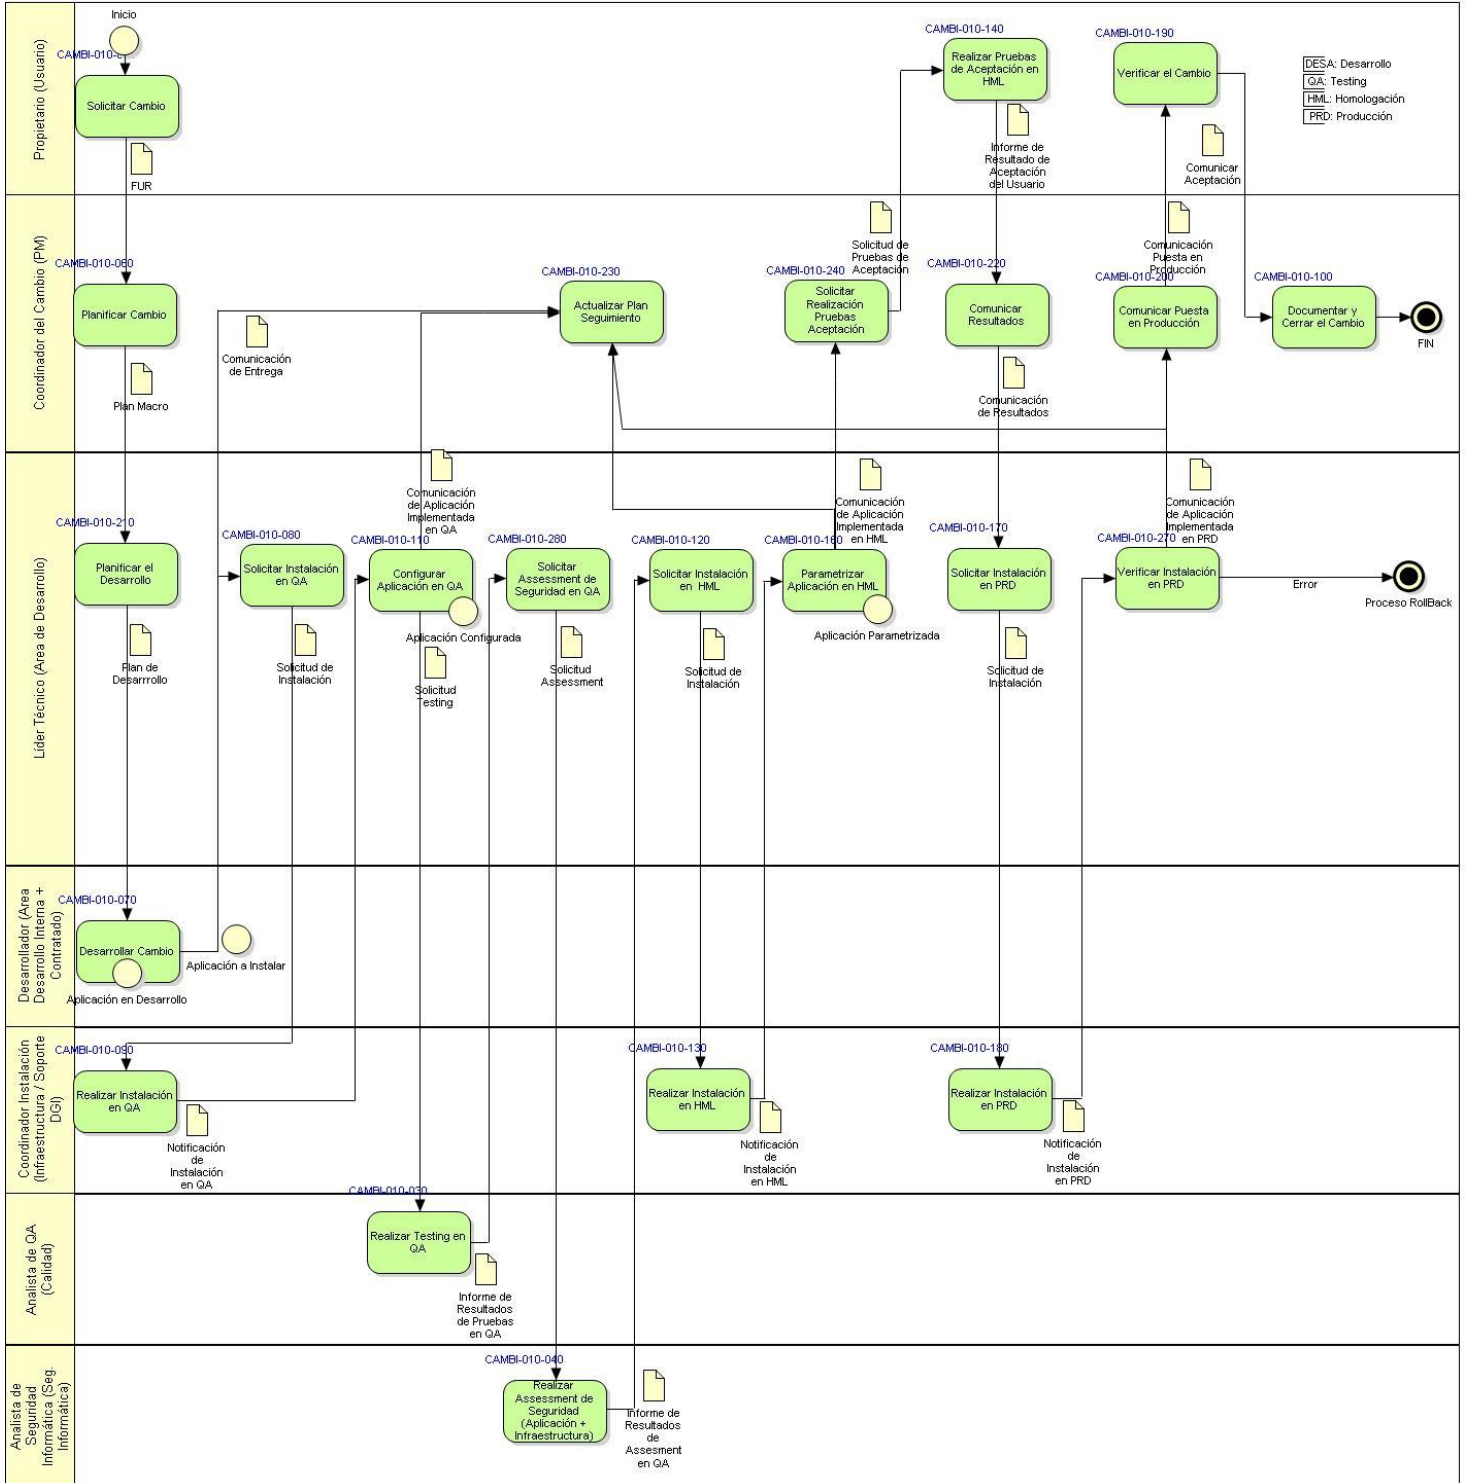 Propietario (Usuario)
Inicio
CAMBI-010-
Solicitar Cambio
FUR
CAMBI-010-140
Realizar Pruebas
de Aceptación en
HML
Informe de
Resultado de
Aceptación
del Usuario
CAMBI-010-190
Verificar el Cambio
Comunicar
Aceptación
DESA: Desarrollo
QA: Testing
HML: Homologación
PRD: Producción
Coordinador del Cambio (PM)
CAMBI-010-060
Planificar Cambio
Plan Macro
Comunicación
de Entrega
CAMBI-010-230
Actualizar Plan
Seguimiento
Solicitud de
Pruebas de
Aceptación
CAMBI-010-240
Solicitar
Realización
Pruebas
Aceptación
CAMBI-010-220
Comunicar
Resultados
Comunicación
de Resultados
Comunicación
Puesta en
Producción
CAMBI-010-200
Comunicar Puesta
en Producción
CAMBI-010-100
Documentar y
Cerrar el Cambio
FIN
Líder Técnico (Area de Desarrollo)
CAMBI-010-210
Planificar el
Desarrollo
Plan de
Desarrrollo
CAMBI-010-080
Solicitar Instalación
en QA
Solicitud de
Instalación
Comunicación
de Aplicación
Implementada
en QA
CAMBI-010-110
Configurar
Aplicación en QA
Aplicación Configurada
Solicitud
Testing
CAMBI-010-280
Solicitar
Assessment de
Seguridad en QA
Solicitud
Assessment
CAMBI-010-120
Solicitar Instalación
en HML
Solicitud de
Instalación
Comunicación
de Aplicación
Implementada
en HML
CAMBI-010-160
Parametrizar
Aplicación en HML
Aplicación Parametrizada
CAMBI-010-170
Solicitar Instalación
en PRD
Solicitud de
Instalación
Comunicación
de Aplicación
Implementada
en PRD
CAMBI-010-270
Verificar Instalación
en PRD
Error
Proceso RollBack
Desarrollador (Area
Desarrollo Interna +
Contratado)
CAMBI-010-070
Desarrollar Cambio
Aplicación en Desarrollo
Aplicación a Instalar
Coordinador Instalación
(Infraestructura / Soporte
DGI)
CAMBI-010-090
Realizar Instalación
en QA
Notificación
de
Instalación
en QA
CAMBI-010-130
Realizar Instalación
en HML
Notificación
de
Instalación
en HML
CAMBI-010-180
Realizar Instalación
en PRD
Notificación
de
Instalación
en PRD
Analista de QA
(Calidad)
CAMBI-010-030
Realizar Testing en
QA
Informe de
Resultados
de Pruebas
en QA
Analista de
Seguridad
Informática (Seg.
Informática)
CAMBI-010-040
Realizar
Assessment de
Seguridad
(Aplicación +
Infraestructura)
Informe de
Resultados
de
Assesment
en QA